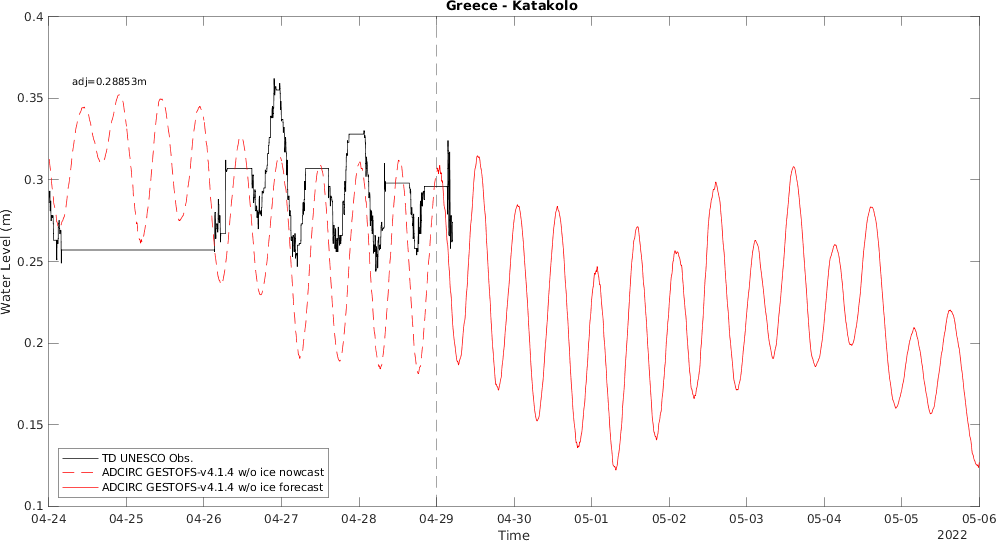 Greece - Katakolo
0.4
0.35
0.3
0.25
0.2
0.15
0.1
Water Level (m)
adj=0.28853m
TD UNESCO Obs.
ADCIRC GESTOFS-v4.1.4 w/o ice nowcast
ADCIRC GESTOFS-v4.1.4 w/o ice forecast
04-24 04-25 04-26 04-27 04-28 04-29 04-30 05-01 05-02 05-03 05-04 05-05 05-06
Time
2022